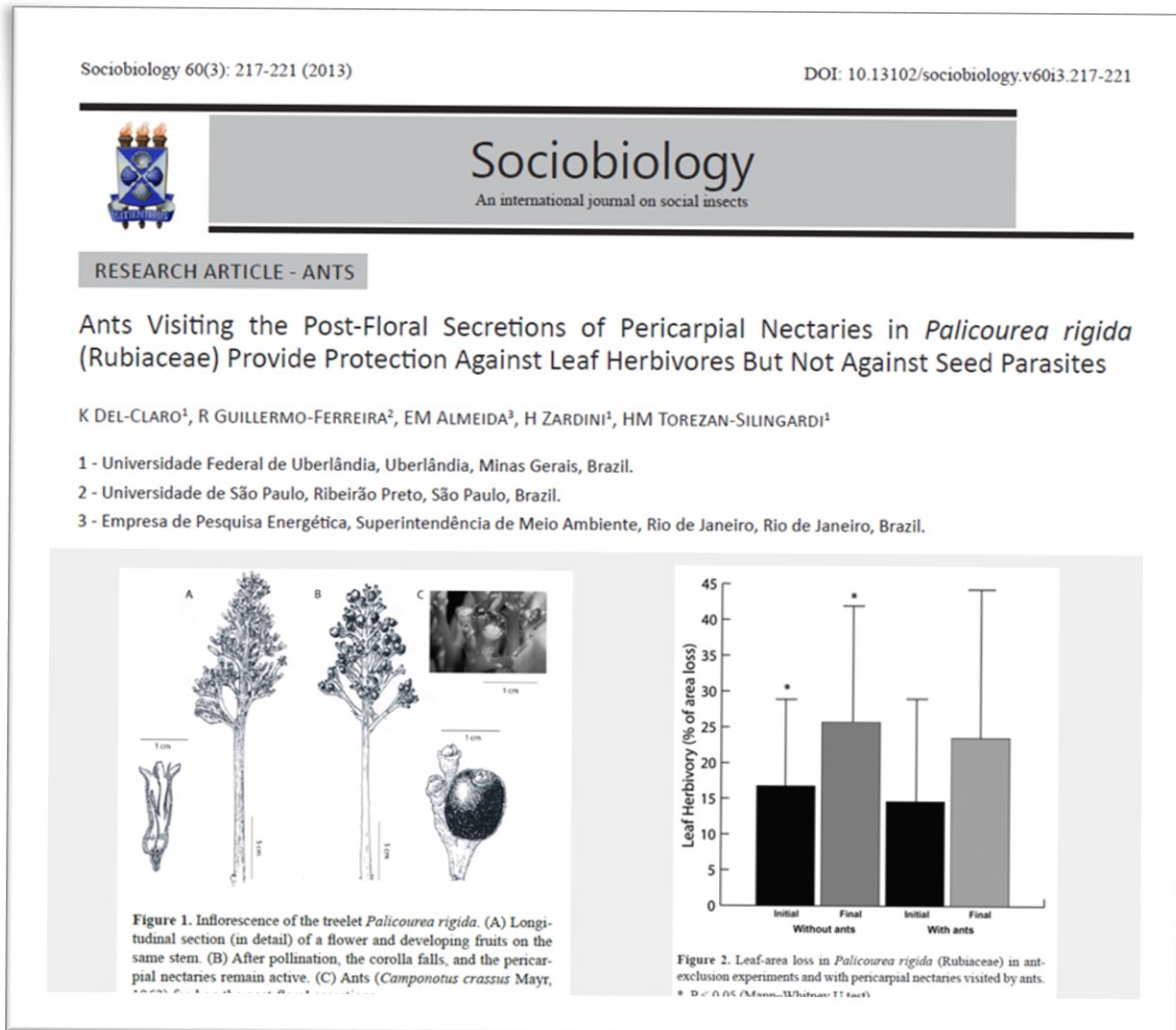 Sociobiology 60(3): 217-221 (2013)
DOI: 10.13102/sociobiology.v60i3.217-221
Sociobiology
An international journal on social insects
RESEARCH ARTICLE - ANTS
Ants Visiting the Post-Floral Secretions of Pericarpial Nectaries in Palicourea rigida
(Rubiaceae) Provide Protection Against Leaf Herbivores But Not Against Seed Parasites
K DEL-CLARO¹, R GUILLERMO-FERREIRA², EM ALMEIDA³, H ZARDINI¹, HM TOREZAN-SILINGARDI¹
1 - Universidade Federal de Uberlândia, Uberlândia, Minas Gerais, Brazil.
2 - Universidade de São Paulo, Ribeirão Preto, São Paulo, Brazil.
3 - Empresa de Pesquisa Energética, Superintendência de Meio Ambiente, Rio de Janeiro, Rio de Janeiro, Brazil.
A
B
C
1 cm
1 cm
1 cm
5 cm
5 cm
Figure 1. Inflorescence of the treelet Palicourea rigida. (A) Longi-
tudinal section (in detail) of a flower and developing fruits on the
same stem. (B) After pollination, the corolla falls, and the pericar-
pial nectaries remain active. (C) Ants (Camponotus crassus Mayr,
Leaf Herbivory (% of area loss)
45
40
35
30
25
20
15
10
5
0
*
*
Initial Final Initial Final
Without ants With ants
Figure 2. Leaf-area loss in Palicourea rigida (Rubiaceae) in ant-
exclusion experiments and with pericarpial nectaries visited by ants.
* P < 0.05 (Mann–Whitney U test)